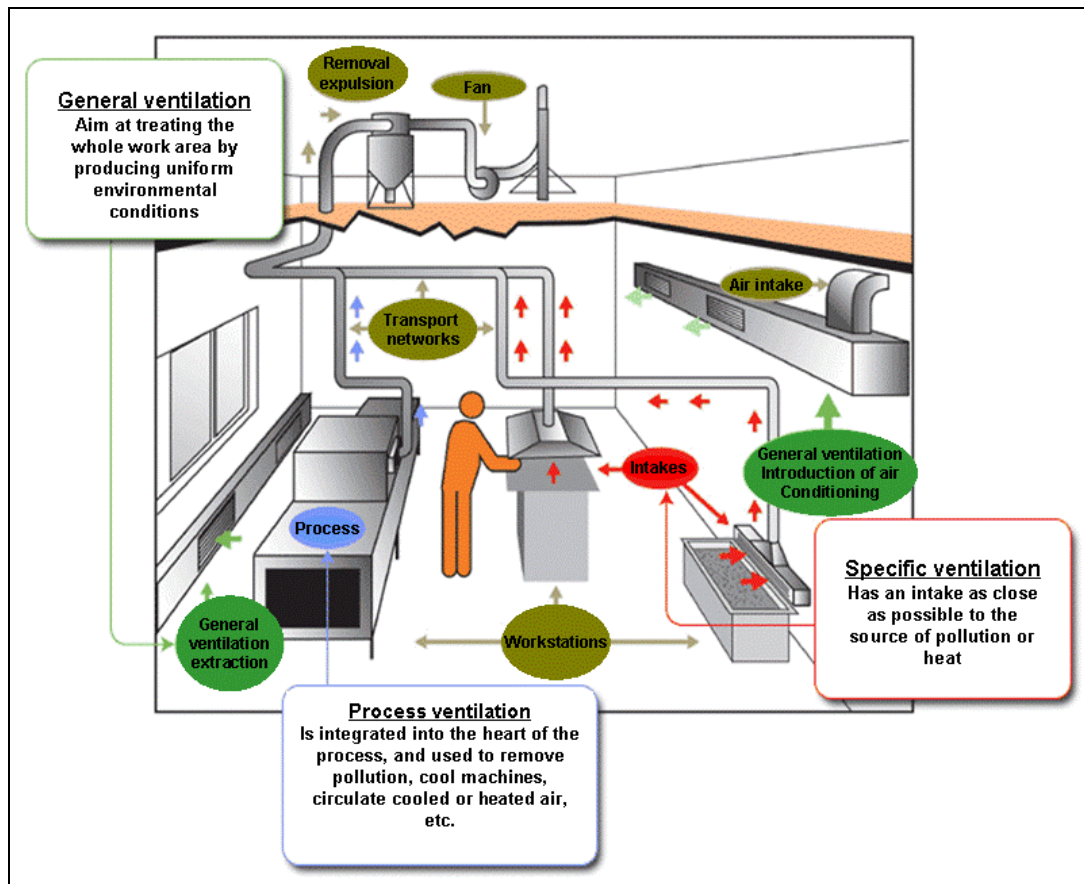 Removal
expulsion
Fan
General ventilation
Aim at treating the
whole work area by
producing uniform
environmental
conditions
Air intake
Transport
networks
General ventilation
Introduction of air
Conditioning
Intakes
Process
Specific ventilation
Has an intake as close
as possible to the
source of pollution or
heat
General
ventilation
extraction
Workstations
Process ventilation
Is integrated into the heart of the
process, and used to remove
pollution, cool machines,
circulate cooled or heated air,
etc.